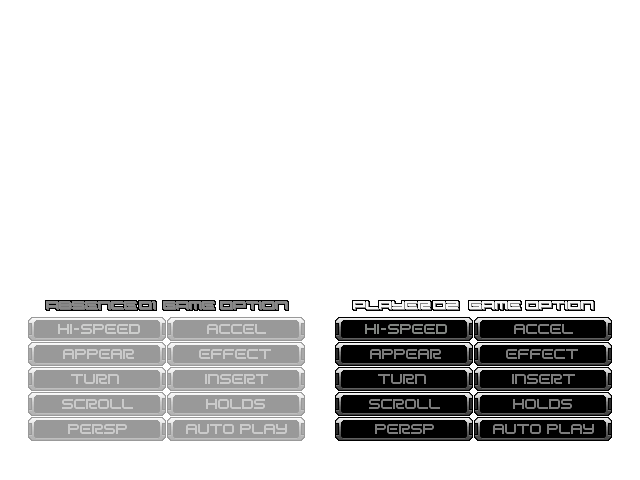 ABSENCE 01 GAME OPTION
HI-SPEED ACCEL
APPEAR EFFECT
TURN INSERT
SCROLL HOLDS
PERSP AUTO PLAY
PLAYER 02 GAME OPTION
HI-SPEED ACCEL
APPEAR EFFECT
TURN INSERT
SCROLL HOLDS
PERSP AUTO PLAY